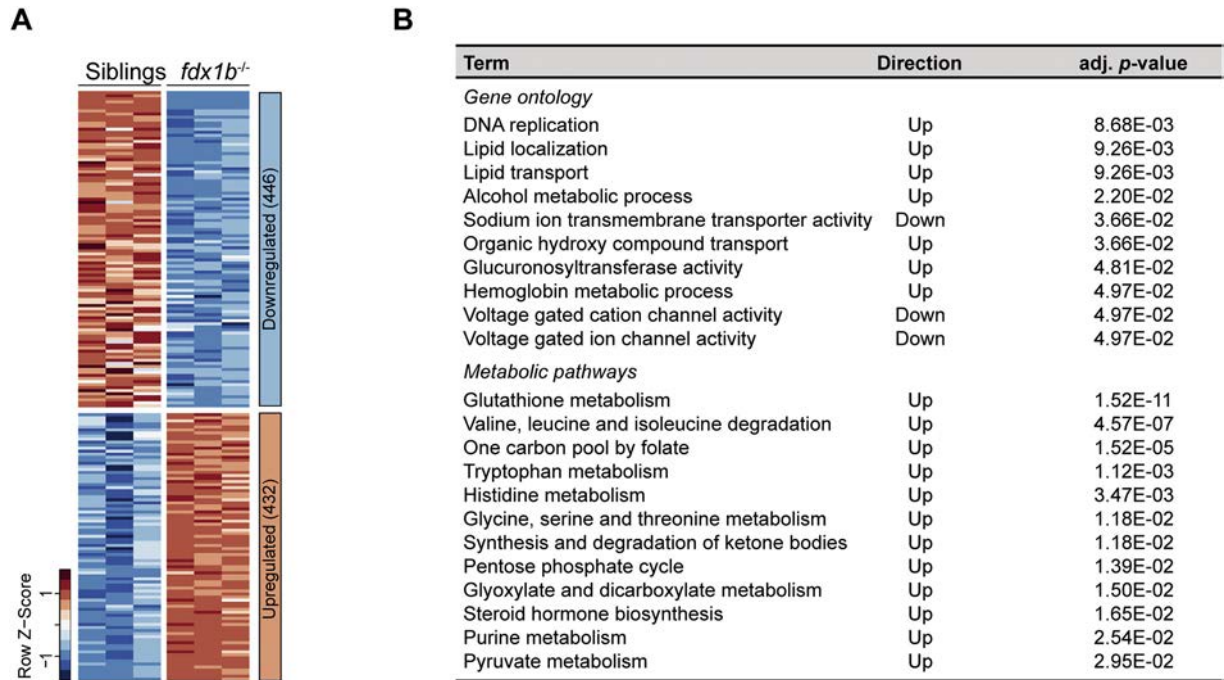 A
Siblings fdx1b-/-
Downregulated (446)
Upregulated (432)
Row Z-Score
1
-1
B
Term Direction adj. p-value
Gene ontology
DNA replication Up 8.68E-03
Lipid localization Up 9.26E-03
Lipid transport Up 9.26E-03
Alcohol metabolic process Up 2.20E-02
Sodium ion transmembrane transporter activity Down 3.66E-02
Organic hydroxy compound transport Up 3.66E-02
Glucuronosyltransferase activity Up 4.81E-02
Hemoglobin metabolic process Up 4.97E-02
Voltage gated cation channel activity Down 4.97E-02
Voltage gated ion channel activity Down 4.97E-02
Metabolic pathways
Glutathione metabolism Up 1.52E-11
Valine, leucine and isoleucine degradation Up 4.57E-07
One carbon pool by folate Up 1.52E-05
Tryptophan metabolism Up 1.12E-03
Histidine metabolism Up 3.47E-03
Glycine, serine and threonine metabolism Up 1.18E-02
Synthesis and degradation of ketone bodies Up 1.18E-02
Pentose phosphate cycle Up 1.39E-02
Glyoxylate and dicarboxylate metabolism Up 1.50E-02
Steroid hormone biosynthesis Up 1.65E-02
Purine metabolism Up 2.54E-02
Pyruvate metabolism Up 2.95E-02